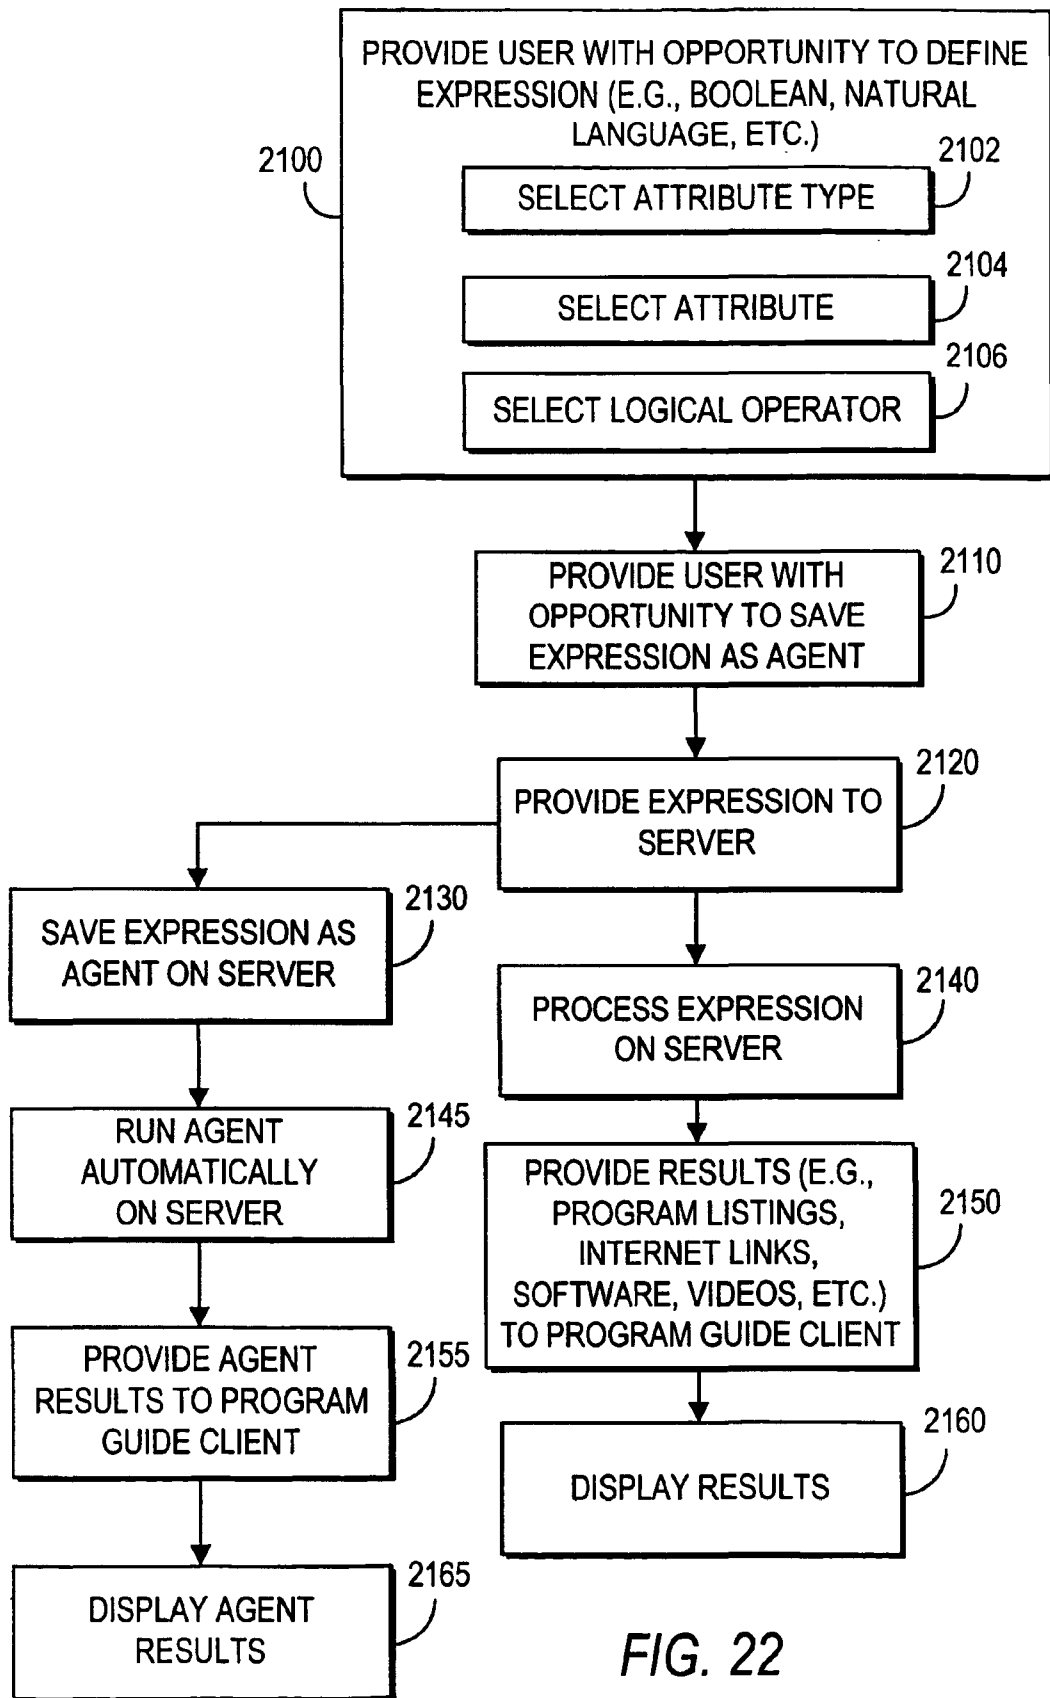 PROVIDE USER WITH OPPORTUNITY TO DEFINE
EXPRESSION (E.G., BOOLEAN, NATURAL
LANGUAGE, ETC.)
2100
2102
SELECT ATTRIBUTE TYPE
2104
SELECT ATTRIBUTE
2106
SELECT LOGICAL OPERATOR
2110
PROVIDE USER WITH
OPPORTUNITY TO SAVE
EXPRESSION AS AGENT
2120
PROVIDE EXPRESSION TO
SERVER
2130
SAVE EXPRESSION AS
AGENT ON SERVER
2140
PROCESS EXPRESSION
ON SERVER
2145
RUN AGENT
AUTOMATICALLY
ON SERVER
2150
PROVIDE RESULTS (E.G.,
PROGRAM LISTINGS,
INTERNET LINKS,
SOFTWARE, VIDEOS, ETC.)
TO PROGRAM GUIDE CLIENT
2155
PROVIDE AGENT
RESULTS TO PROGRAM
GUIDE CLIENT
2160
DISPLAY RESULTS
2165
DISPLAY AGENT
RESULTS
FIG. 22